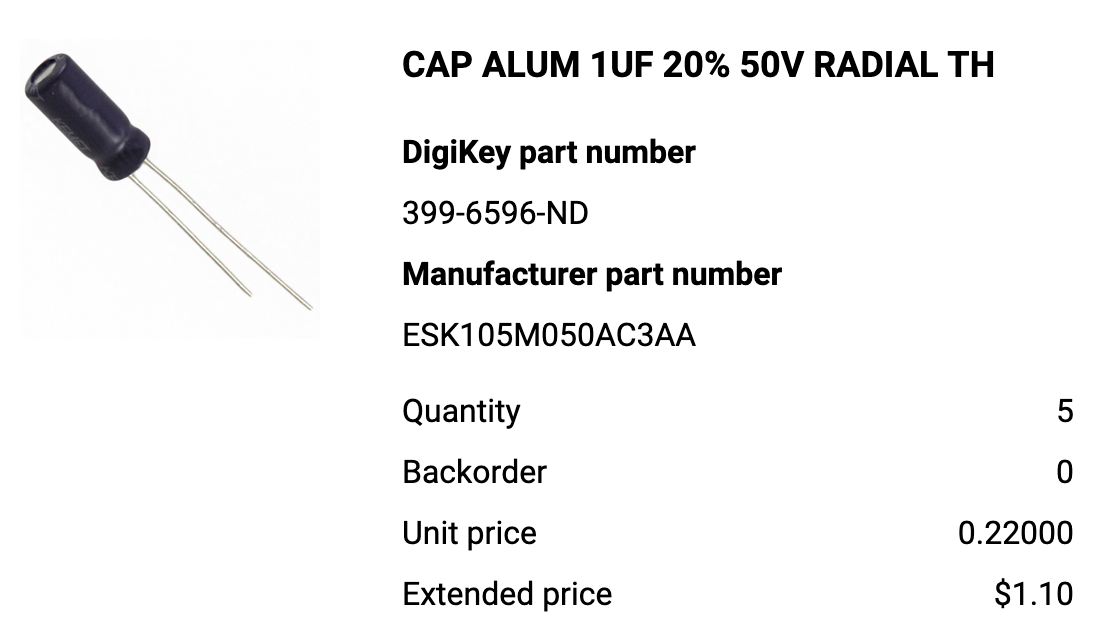 CAP ALUM 1UF 20% 50V RADIAL TH
DigiKey part number
399-6596-ND
Manufacturer part number
ESK105M050AC3AA
Quantity 5
Backorder 0
Unit price 0.22000
Extended price $1.10